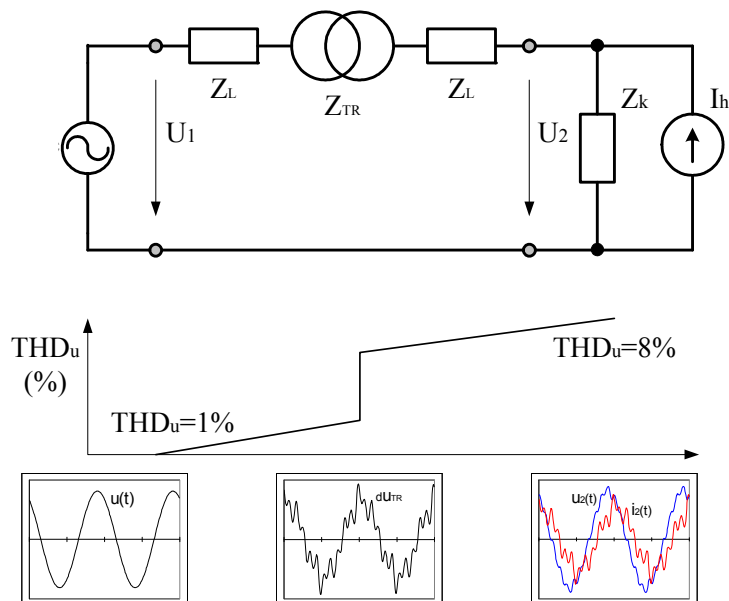 ZL
ZTR
ZL
U1
U2
Zk
Ih
THDu
(%)
THDu=1%
THDu=8%
u(t)
duTR
u2(t)
i2(t)